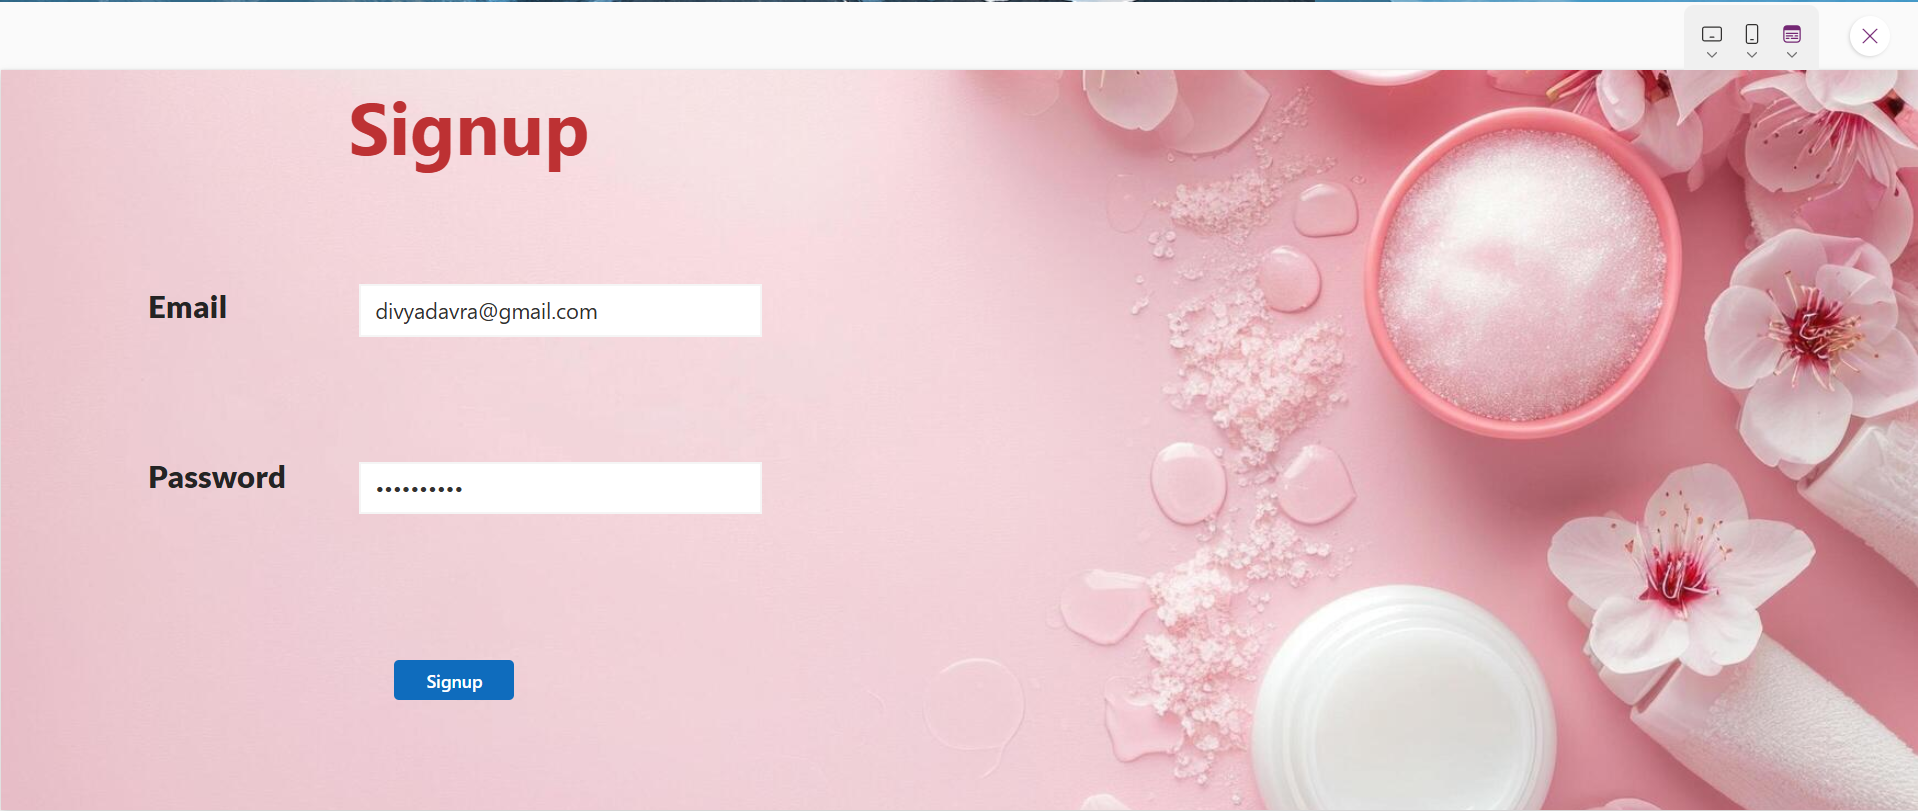 Signup
Email
divyadavra@gmail.com
Password
••••••••••
Signup